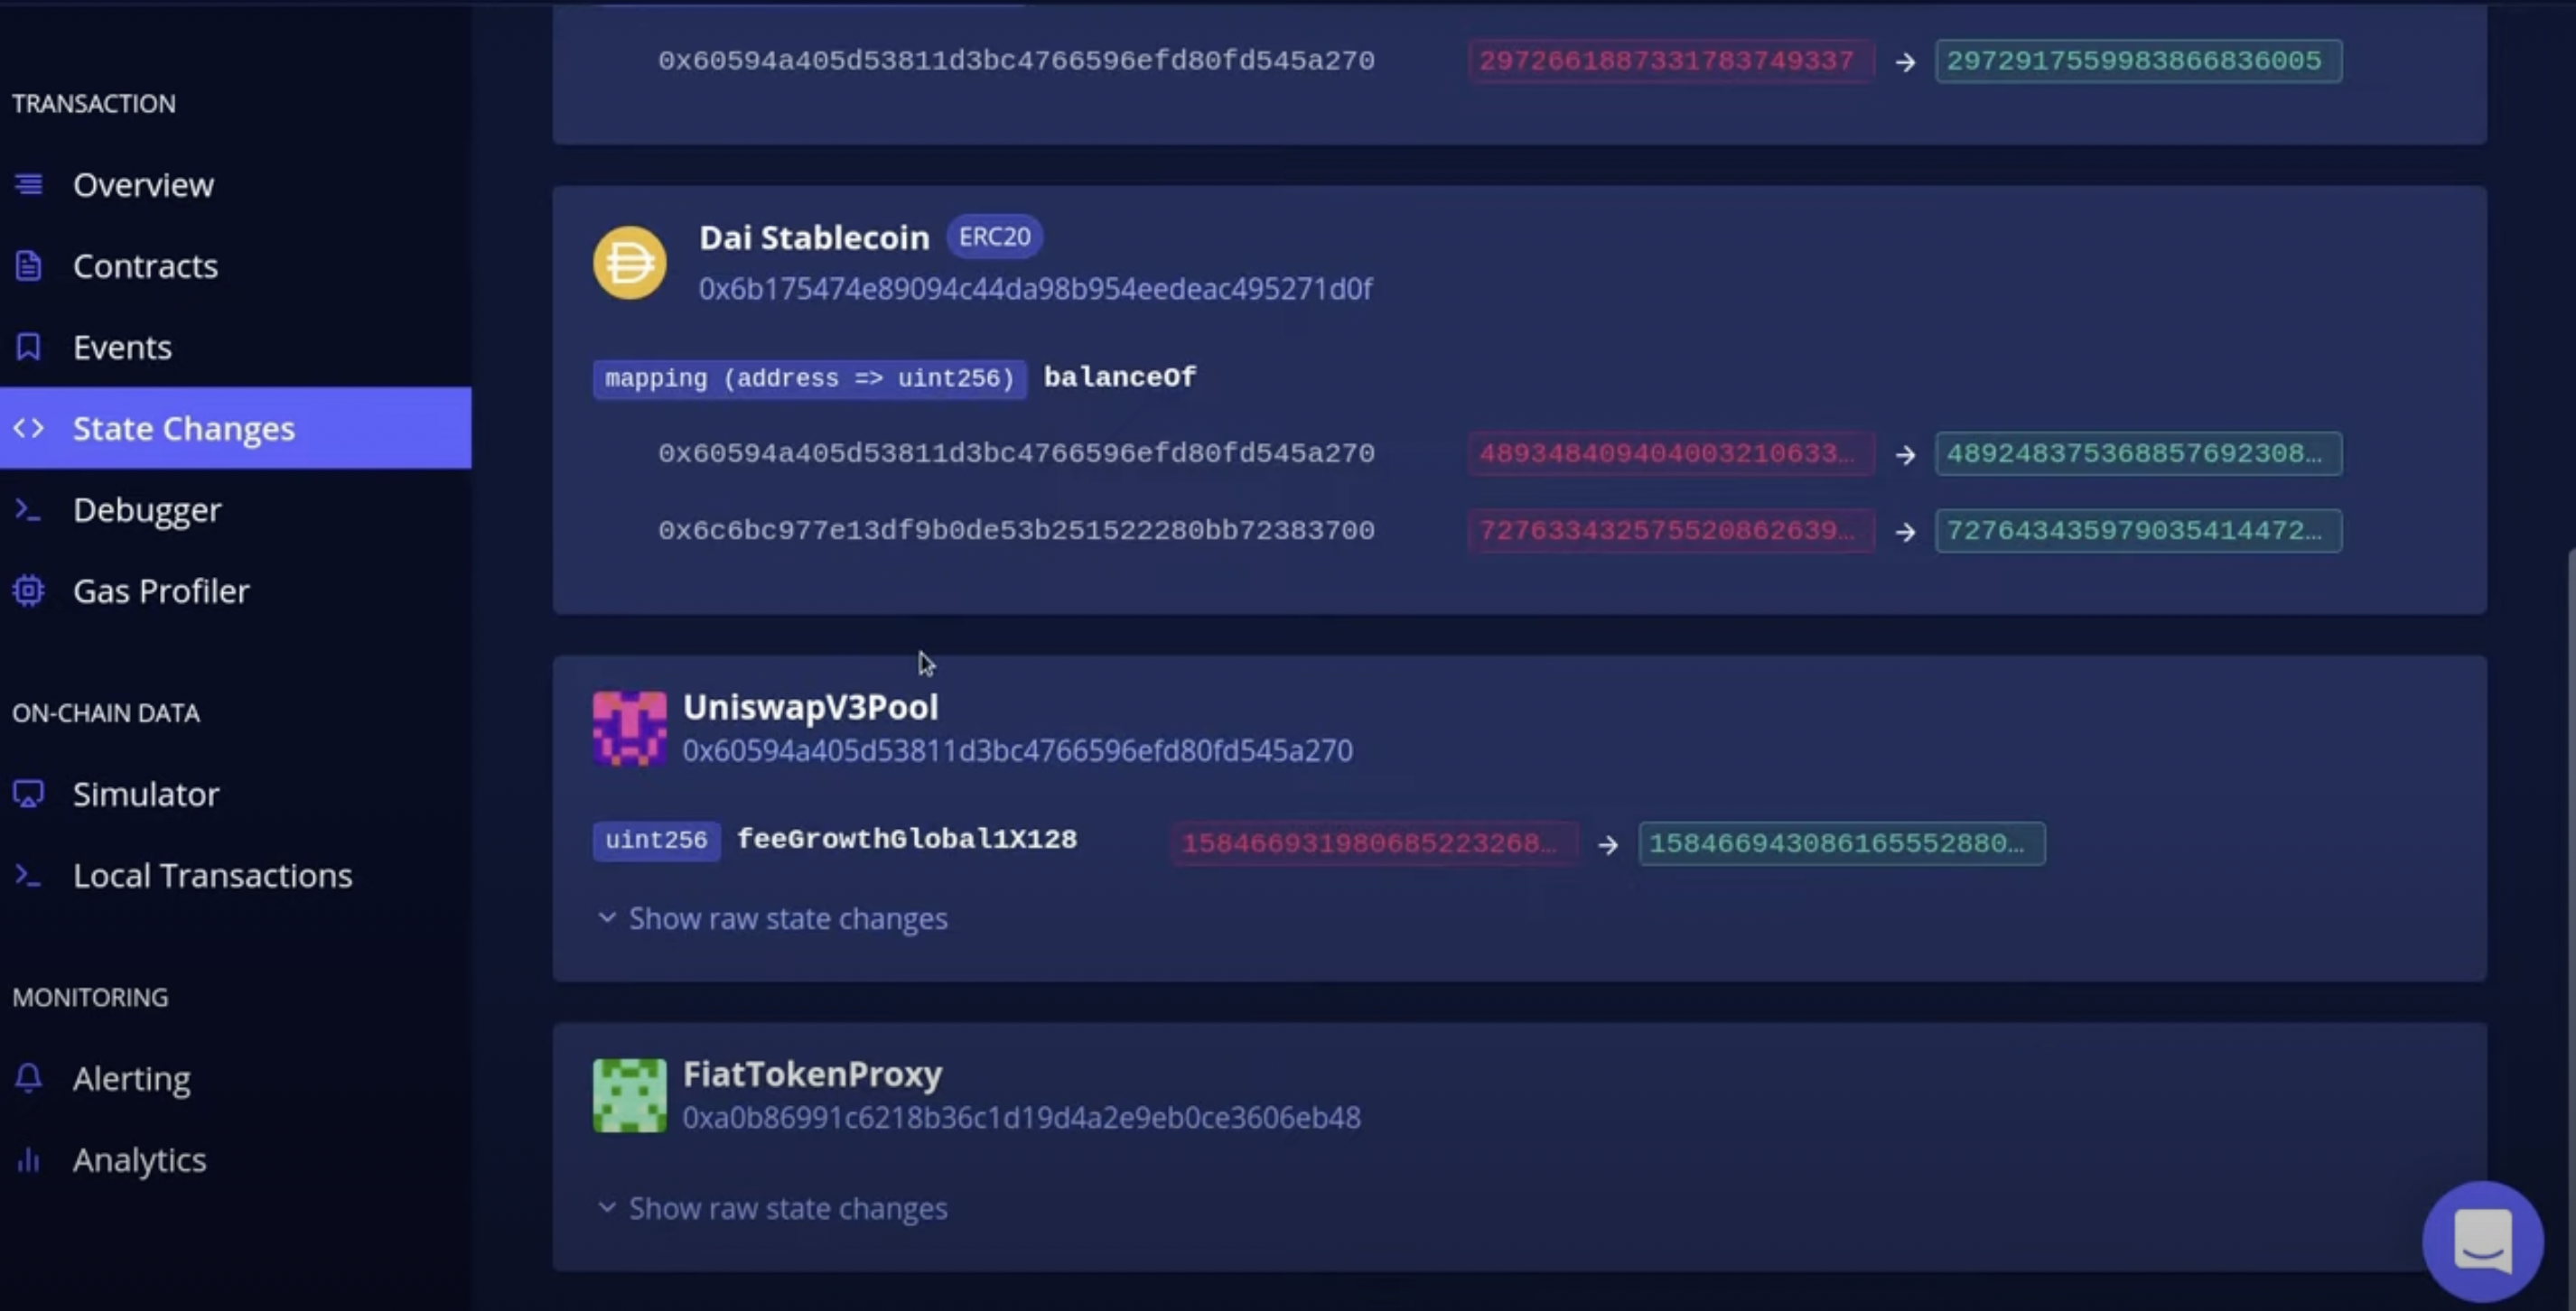 TRANSACTION
Overview
Contracts
Events
State Changes
Debugger
Gas Profiler
ON-CHAIN DATA
Simulator
Local Transactions
MONITORING
Alerting
Analytics
0x60594a405d53811d3bc4766596efd80fd545a270 2972661887331783749337 → 2972917559983866836005
Dai Stablecoin ERC20
0x6b175474e89094c44da98b954eedeac495271d0f
mapping (address => uint256) balanceOf
0x60594a405d53811d3bc4766596efd80fd545a270 489348409404003210633… → 489248375368857692308…
0x6c6bc977e13df9b0de53b251522280bb72383700 727633432575520862639… → 727643435979035414472…
UniswapV3Pool
0x60594a405d53811d3bc4766596efd80fd545a270
uint256 feeGrowthGlobal1X128 158466931980685223268… → 158466943086165552880…
Show raw state changes
FiatTokenProxy
0xa0b86991c6218b36c1d19d4a2e9eb0ce3606eb48
Show raw state changes